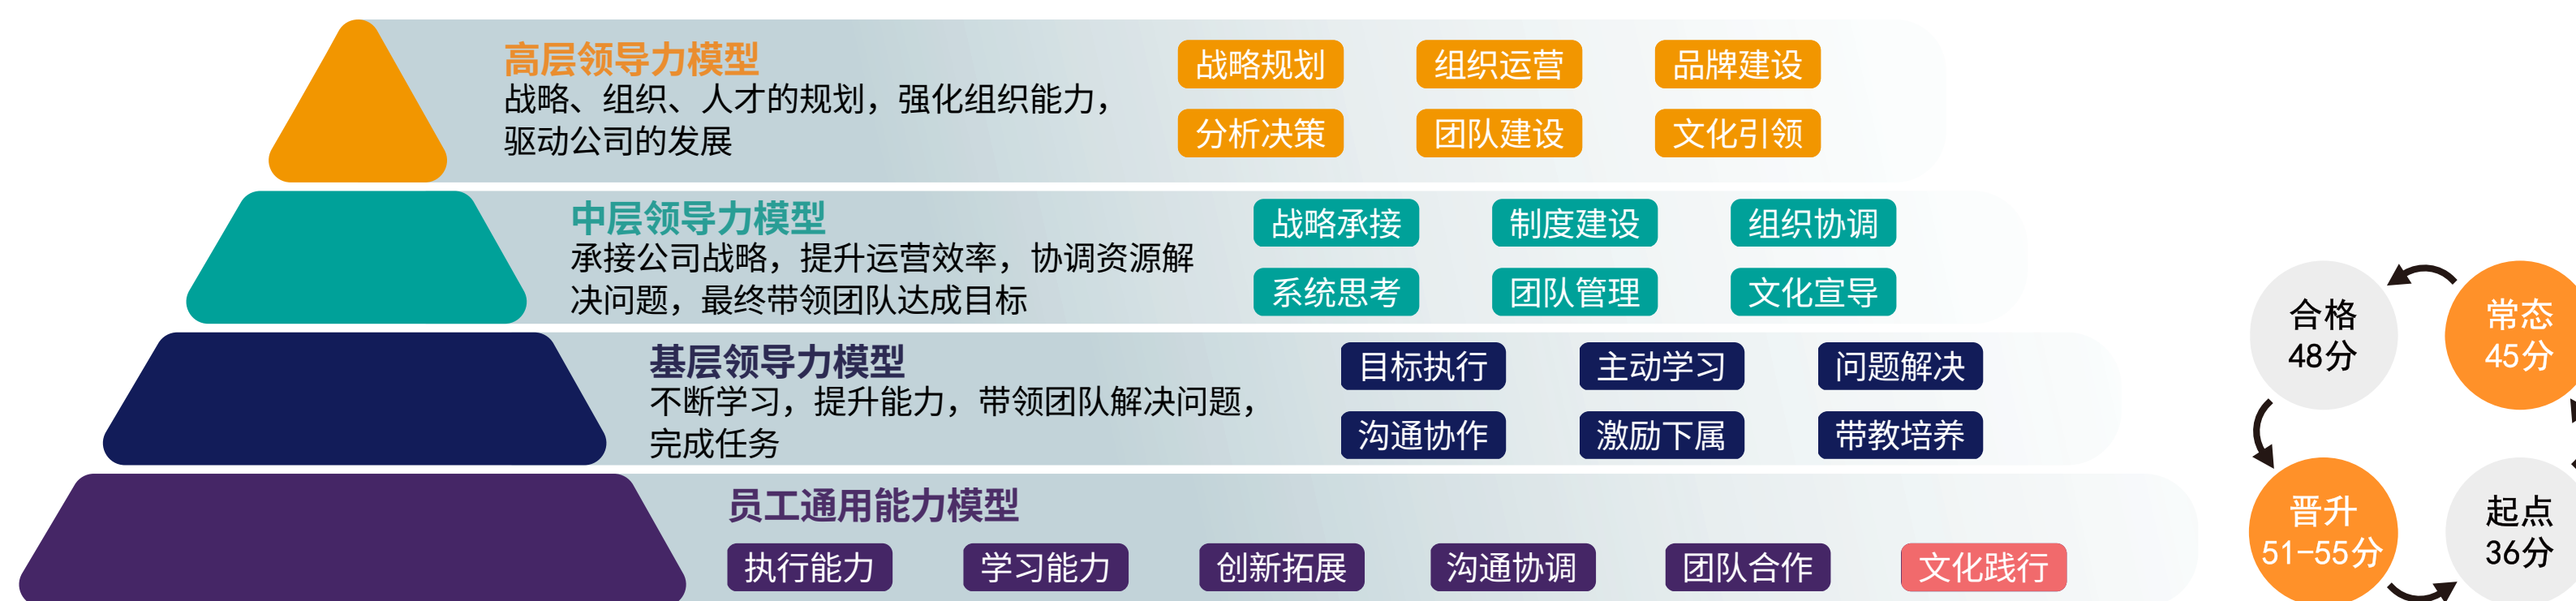 高层领导力模型
战略、组织、人才的规划，强化组织能力，
驱动公司的发展
战略规划 组织运营 品牌建设
分析决策 团队建设 文化引领
中层领导力模型
承接公司战略，提升运营效率，协调资源解
决问题，最终带领团队达成目标
战略承接 制度建设 组织协调
系统思考 团队管理 文化宣导
基层领导力模型
不断学习，提升能力，带领团队解决问题，
完成任务
目标执行 主动学习 问题解决
沟通协作 激励下属 带教培养
员工通用能力模型
执行能力 学习能力 创新拓展 沟通协调 团队合作 文化践行
合格
48分
常态
45分
晋升
51-55分
起点
36分